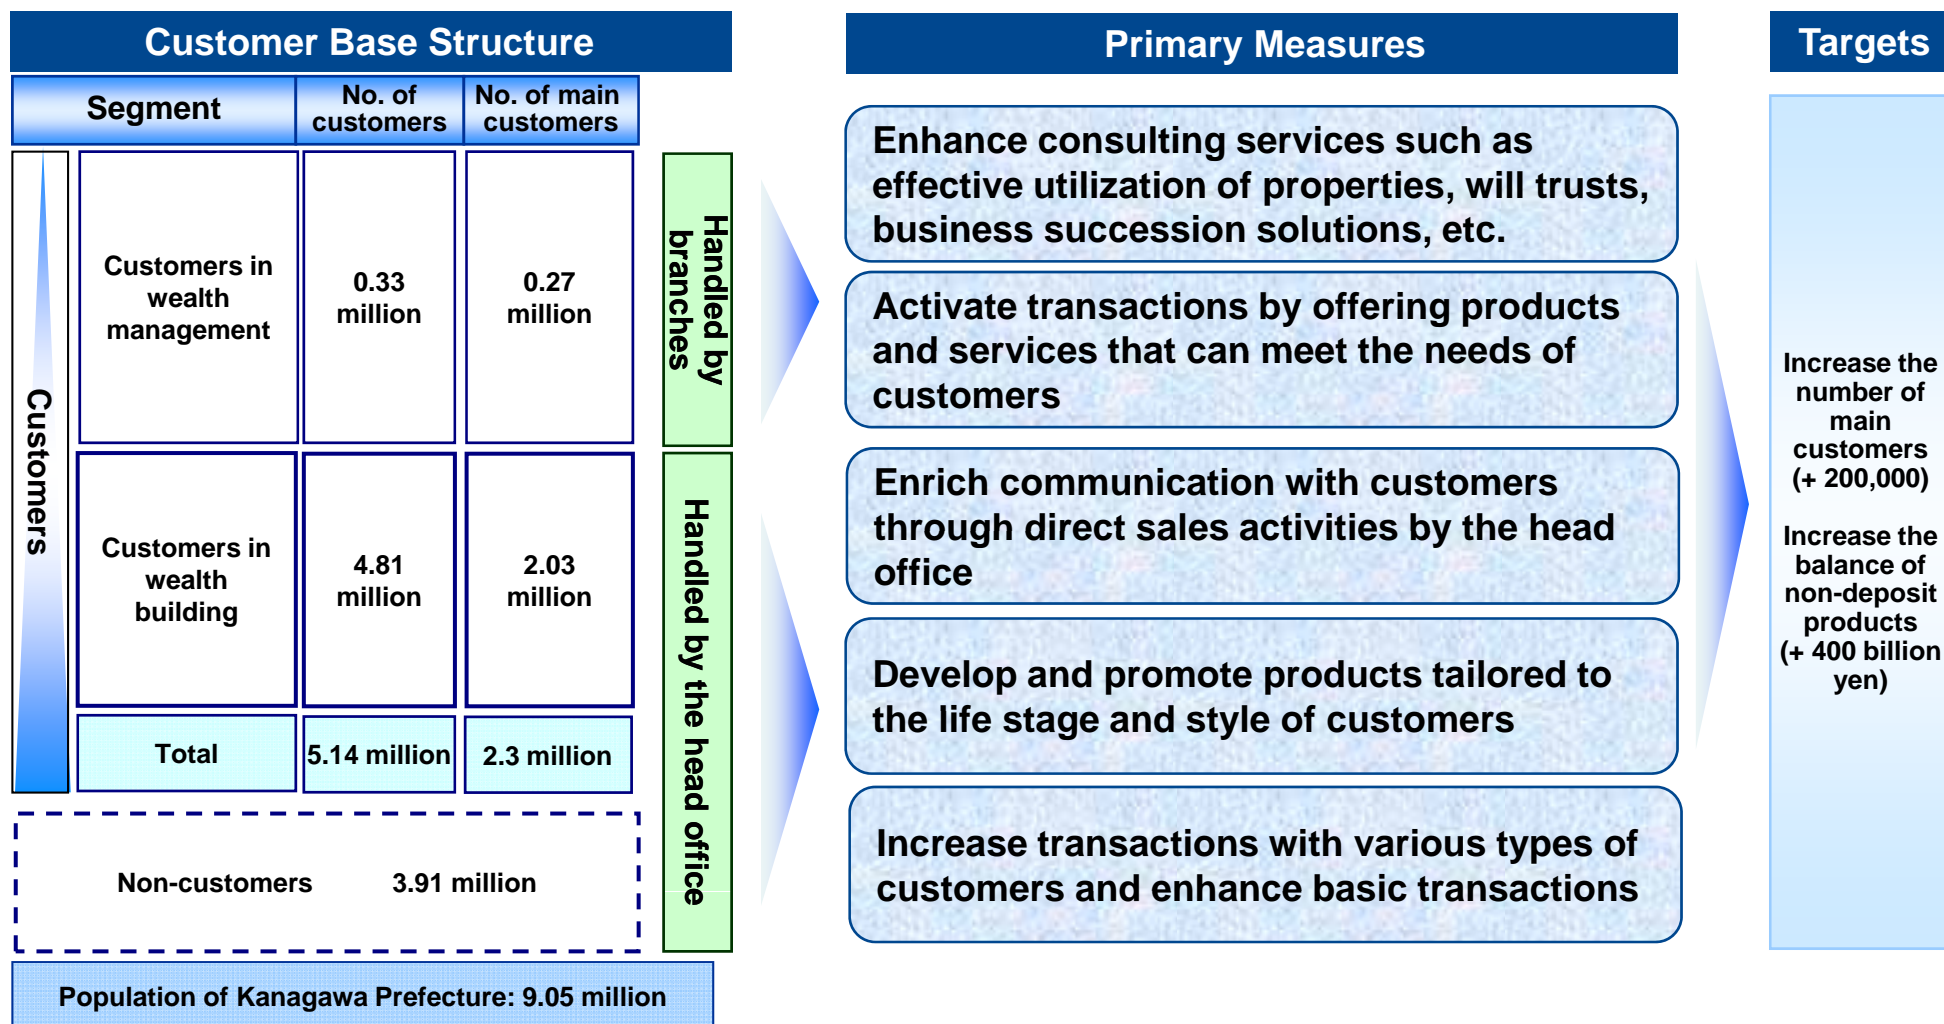 Customer Base Structure
Segment
No. of
customers
No. of main
customers
Customers
Customers in
wealth
management
0.33
million
0.27
million
Handled by
branches
Customers in
wealth
building
4.81
million
2.03
million
Total
5.14 million
2.3 million
Handled by the head office
Non-customers 3.91 million
Population of Kanagawa Prefecture: 9.05 million
Primary Measures
Enhance consulting services such as
effective utilization of properties, will trusts,
business succession solutions, etc.
Activate transactions by offering products
and services that can meet the needs of
customers
Enrich communication with customers
through direct sales activities by the head
office
Develop and promote products tailored to
the life stage and style of customers
Increase transactions with various types of
customers and enhance basic transactions
Targets
Increase the
number of
main
customers
(+ 200,000)
Increase the
balance of
non-deposit
products
(+ 400 billion
yen)